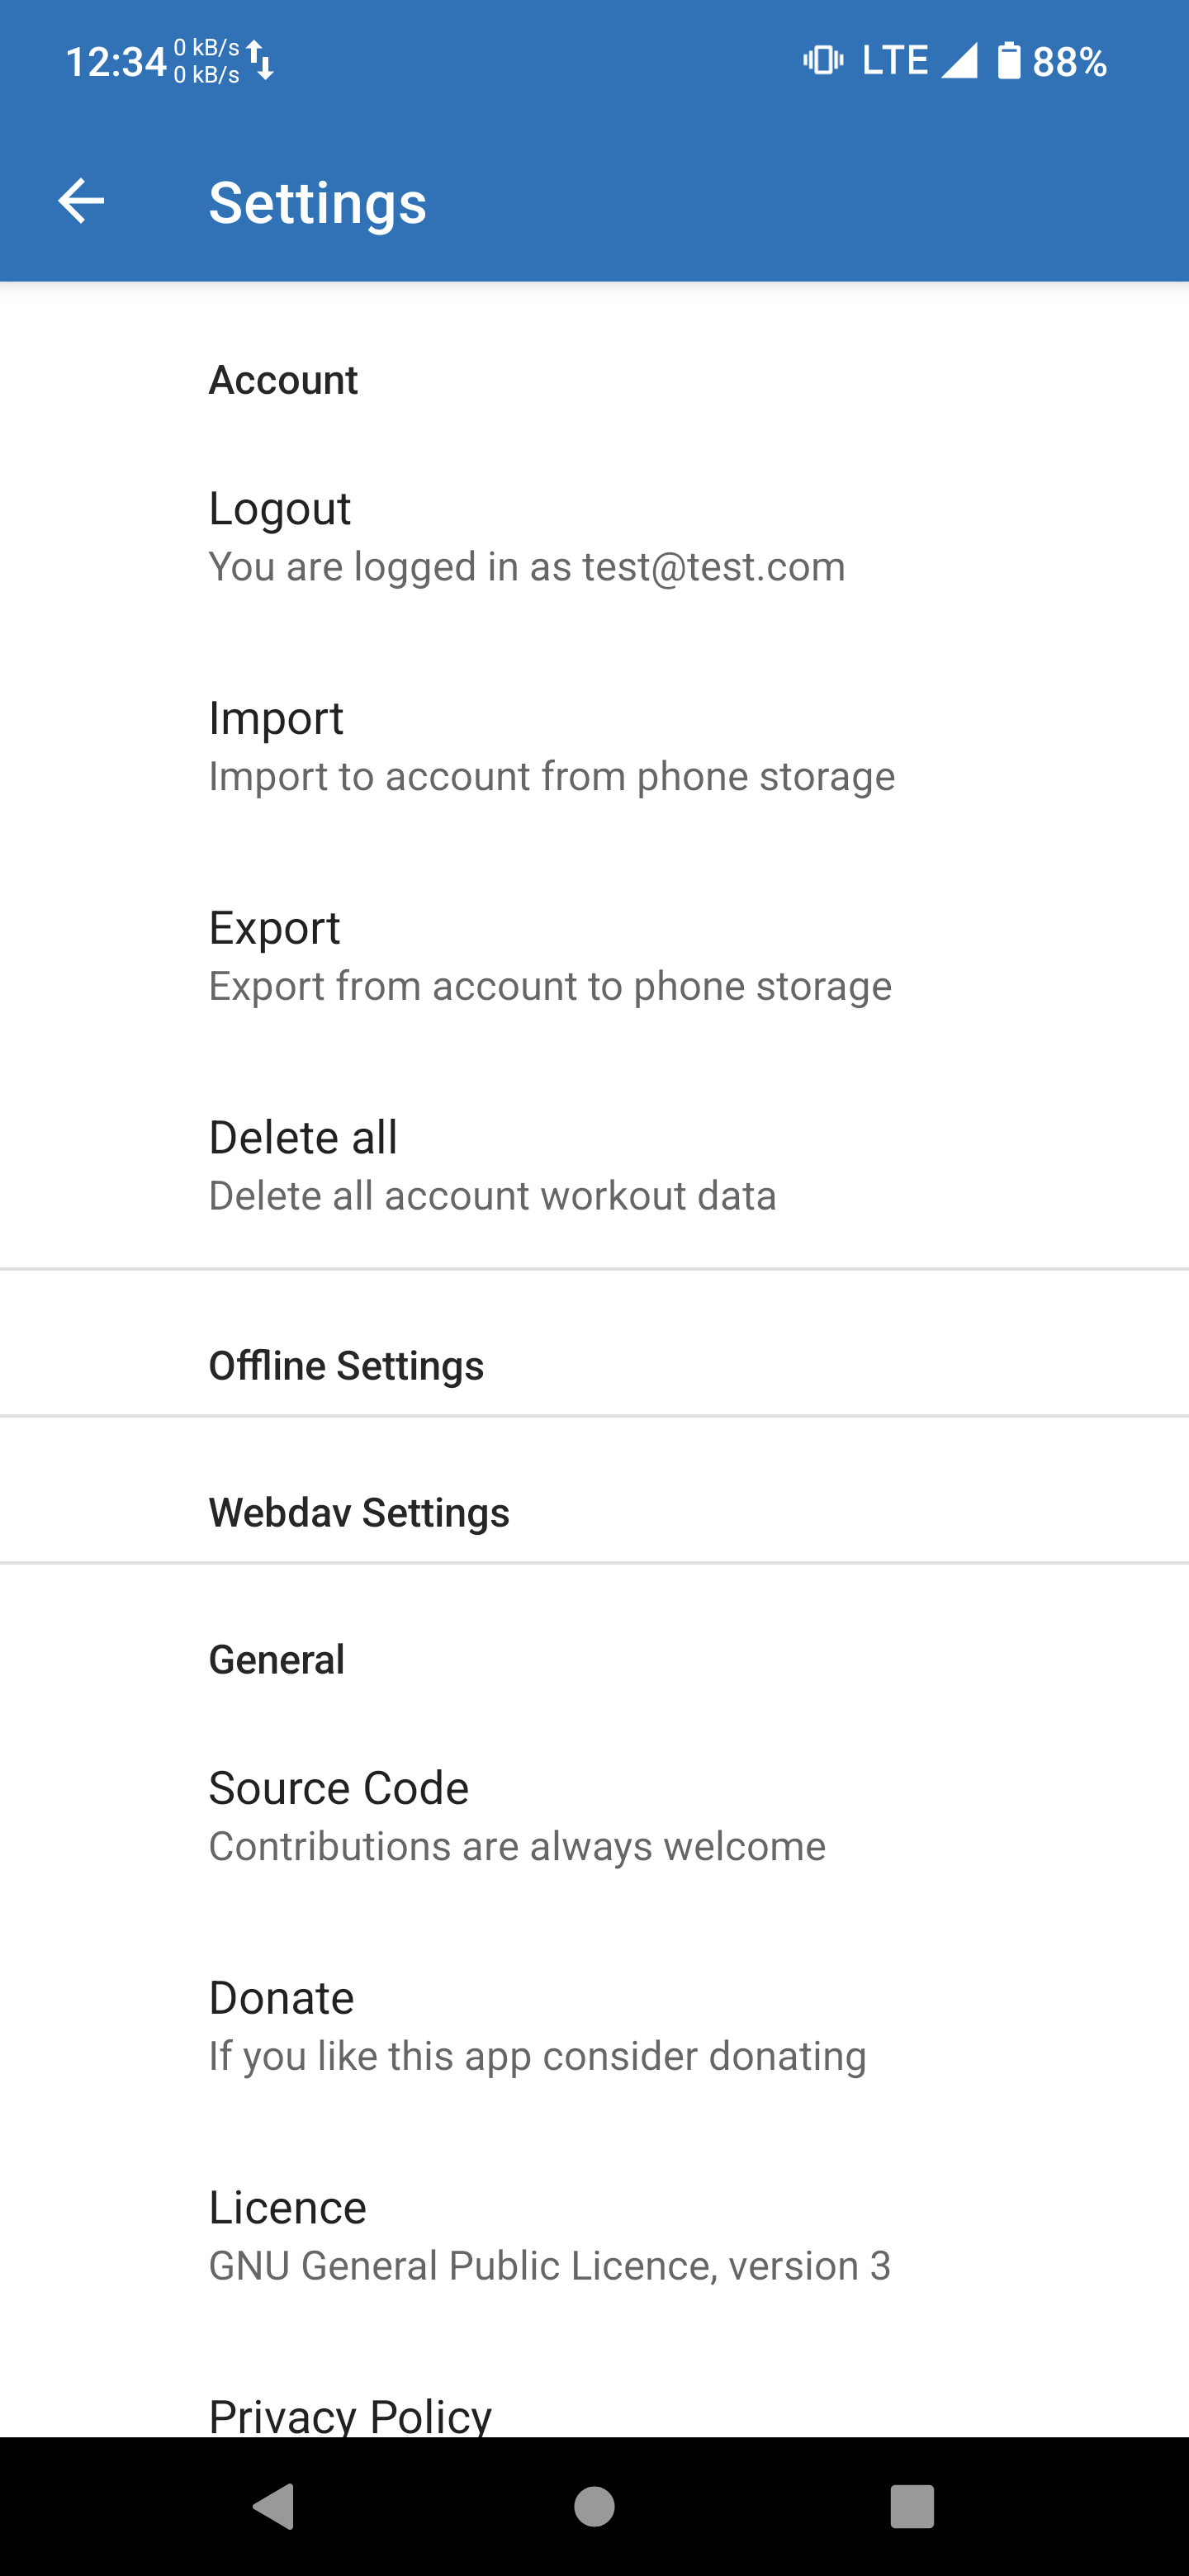 12:34 0 kB/s
0 kB/s
LTE 88%
Settings
Account
Logout
You are logged in as test@test.com
Import
Import to account from phone storage
Export
Export from account to phone storage
Delete all
Delete all account workout data
Offline Settings
Webdav Settings
General
Source Code
Contributions are always welcome
Donate
If you like this app consider donating
Licence
GNU General Public Licence, version 3
Privacy Policy